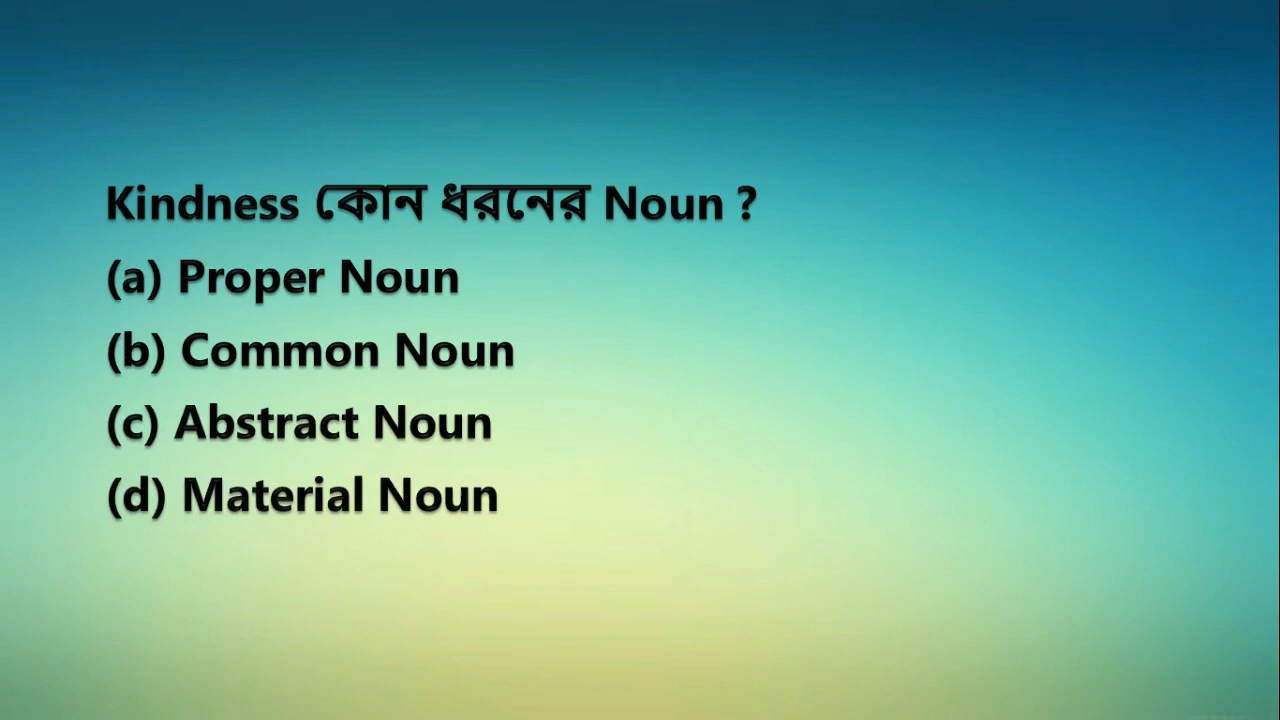 Kindness কোন ধরনের Noun ?
(a) Proper Noun
(b) Common Noun
(c) Abstract Noun
(d) Material Noun